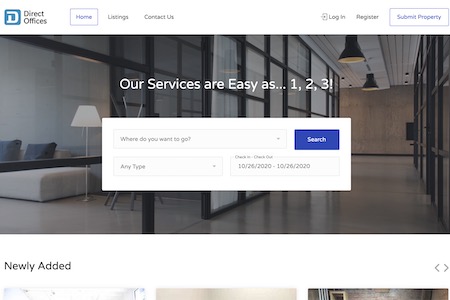 Direct
Offices
Home
Listings
Contact Us
Log In
Register
Submit Property
Our Services are Easy as... 1, 2, 3!
Where do you want to go?
Search
Any Type
Check In - Check Out
10/26/2020 - 10/26/2020
Newly Added